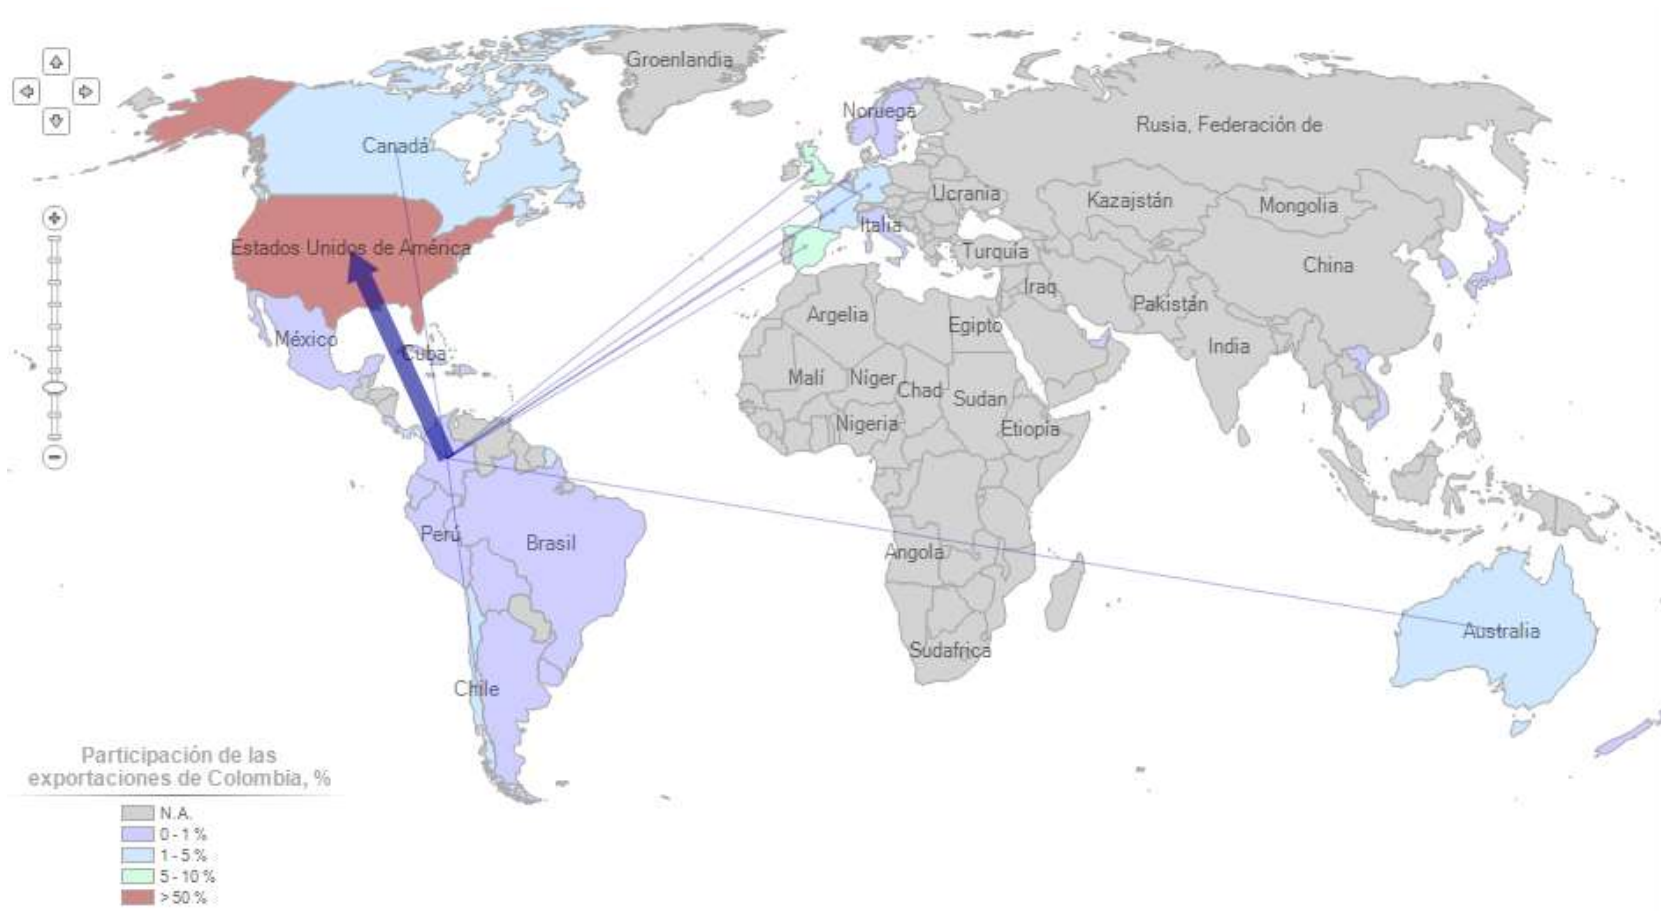 Groenlandia
Noruega
Rusia, Federación de
Canadá
Ucrania
Kazajstán
Mongolia
Italia
Estados Unidos de América
Turquía
China
Iraq
Pakistán
Argelia
Egipto
México
India
Cuba
Malí
Níger
Chad
Sudan
Nigeria
Etiopía
Perú
Brasil
Angola
Australia
Sudafrica
Chile
Participación de las
exportaciones de Colombia, %
N.A.
0 - 1 %
1 - 5 %
5 - 10 %
> 50 %